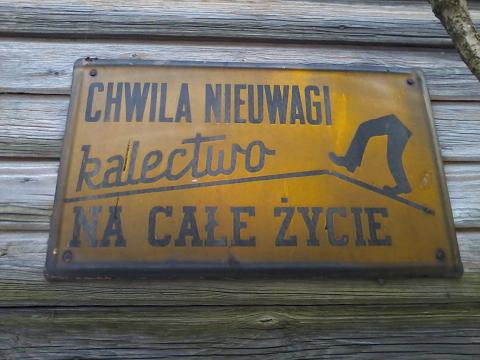 CHWILA NIEUWAGI
kalectwo
NA CAŁE ŻYCIE